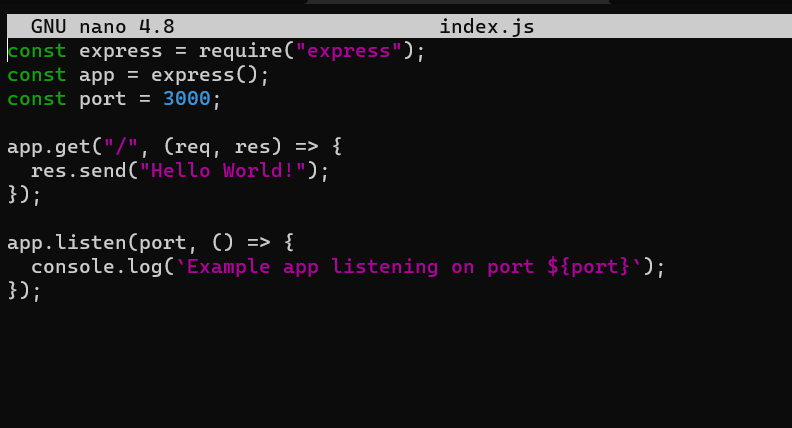 GNU nano 4.8 index.js
const express = require("express");
const app = express();
const port = 3000;

app.get("/", (req, res) => {
  res.send("Hello World!");
});

app.listen(port, () => {
  console.log(`Example app listening on port ${port}`);
});